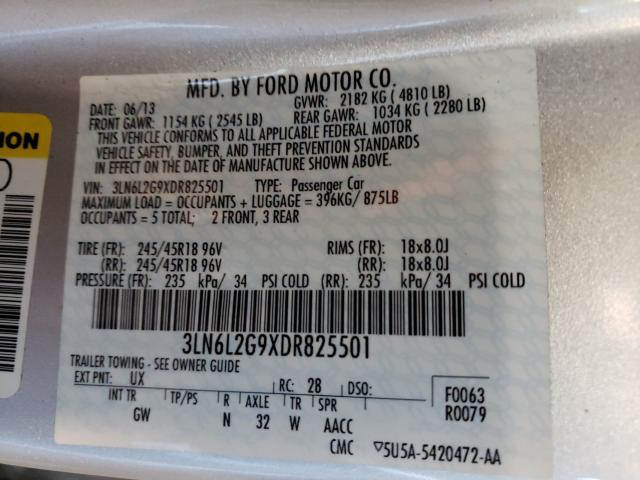 MFD. BY FORD MOTOR CO.
DATE: 06/13 GVWR: 2182 KG ( 4810 LB)
FRONT GAWR: 1154 KG ( 2545 LB) REAR GAWR: 1034 KG ( 2280 LB)
THIS VEHICLE CONFORMS TO ALL APPLICABLE FEDERAL MOTOR
VEHICLE SAFETY, BUMPER, AND THEFT PREVENTION STANDARDS
IN EFFECT ON THE DATE OF MANUFACTURE SHOWN ABOVE.
VIN: 3LN6L2G9XDR825501 TYPE: Passenger Car
MAXIMUM LOAD = OCCUPANTS + LUGGAGE = 396KG/ 875LB
OCCUPANTS = 5 TOTAL; 2 FRONT, 3 REAR
TIRE (FR): 245/45R18 96V RIMS (FR): 18x8.0J
(RR): 245/45R18 96V (RR): 18x8.0J
PRESSURE (FR): 235 kPa/ 34 PSI COLD (RR): 235 kPa/ 34 PSI COLD
3LN6L2G9XDR825501
TRAILER TOWING - SEE OWNER GUIDE
EXT PNT: UX RC: 28 DSO: F0063
INT TR TP/PS R AXLE TR SPR R0079
GW N 32 W AACC
CMC ▽5U5A-5420472-AA